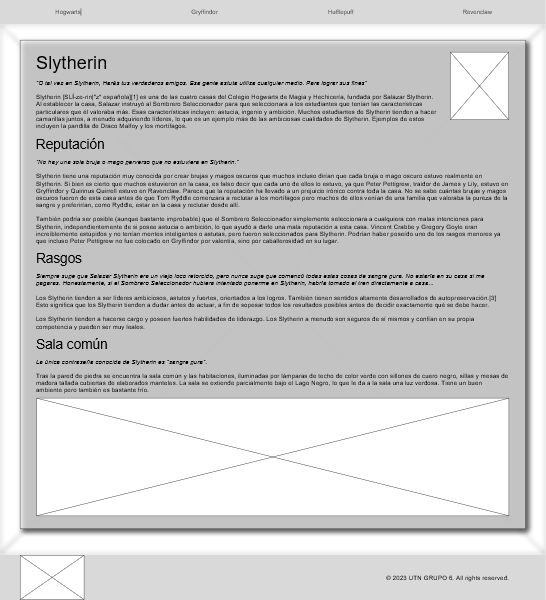 Hogwarts
Gryffindor
Hufflepuff
Ravenclaw
Slytherin
"O tal vez en Slytherin, Harás tus verdaderos amigos. Esa gente astuta utiliza cualquier medio. Para lograr sus fines"
Slytherin [SLÍ-ze-rin("z" española)[1] es una de las cuatro casas del Colegio Hogwarts de Magia y Hechicería, fundada por Salazar Slytherin.
Al establecer la casa, Salazar instruyó al Sombrero Seleccionador para que seleccionara a los estudiantes que tenían las características
particulares que él valoraba más. Esas características incluyen: astucia, ingenio y ambición. Muchos estudiantes de Slytherin tienden a hacer
camarillas juntos, a menudo adquiriendo líderes, lo que es un ejemplo más de las ambiciosas cualidades de Slytherin. Ejemplos de estos
incluyen la pandilla de Draco Malfoy y los mortífagos.
Reputación
"No hay una sola bruja o mago perverso que no estuviera en Slytherin."
Slytherin tiene una reputación muy conocida por crear brujas y magos oscuros que muchos incluso dirían que cada bruja o mago oscuro estuvo realmente en
Slytherin. Si bien es cierto que muchos estuvieron en la casa, es falso decir que cada uno de ellos lo estuvo, ya que Peter Pettigrew, traidor de James y Lily, estuvo en
Gryffindor y Quirinus Quirrell estuvo en Ravenclaw. Parece que la reputación ha llevado a un prejuicio irónico contra toda la casa. No se sabe cuántas brujas y magos
oscuros fueron de esta casa antes de que Tom Ryddle comenzara a reclutar a los mortífagos pero muchos de ellos venían de una familia que valoraba la pureza de la
sangre y preferirían, como Ryddle, estar en la casa y reclutar desde allí.
También podría ser posible (aunque bastante improbable) que el Sombrero Seleccionador simplemente seleccionara a cualquiera con malas intenciones para
Slytherin, independientemente de si posea astucia o ambición, lo que ayudó a darle una mala reputación a esta casa. Vincent Crabbe y Gregory Goyle eran
increíblemente estúpidos y no tenían mentes inteligentes o astutas, pero fueron seleccionados para Slytherin. Podrían haber poseído uno de los rasgos menores ya
que incluso Peter Pettigrew no fue colocado en Gryffindor por valentía, sino por caballerosidad en su lugar.
Rasgos
Siempre supe que Salazar Slytherin era un viejo loco retorcido, pero nunca supe que comenzó todas estas cosas de sangre pura. No estaría en su casa si me
pagaras. Honestamente, si el Sombrero Seleccionador hubiera intentado ponerme en Slytherin, habría tomado el tren directamente a casa...
Los Slytherin tienden a ser líderes ambiciosos, astutos y fuertes, orientados a los logros. También tienen sentidos altamente desarrollados de autopreservación.[3]
Esto significa que los Slytherin tienden a dudar antes de actuar, a fin de sopesar todos los resultados posibles antes de decidir exactamente qué se debe hacer.
Los Slytherin tienden a hacerse cargo y poseen fuertes habilidades de liderazgo. Los Slytherin a menudo son seguros de sí mismos y confían en su propia
competencia y pueden ser muy leales.
Sala común
La única contraseña conocida de Slytherin es "sangre pura".
Tras la pared de piedra se encuentra la sala común y las habitaciones, iluminadas por lámparas de techo de color verde con sillones de cuero negro, sillas y mesas de
madera tallada cubiertas de elaborados manteles. La sala se extiende parcialmente bajo el Lago Negro, lo que le da a la sala una luz verdosa. Tiene un buen
ambiente pero también es bastante frío.
© 2023 UTN GRUPO 6. All rights reserved.